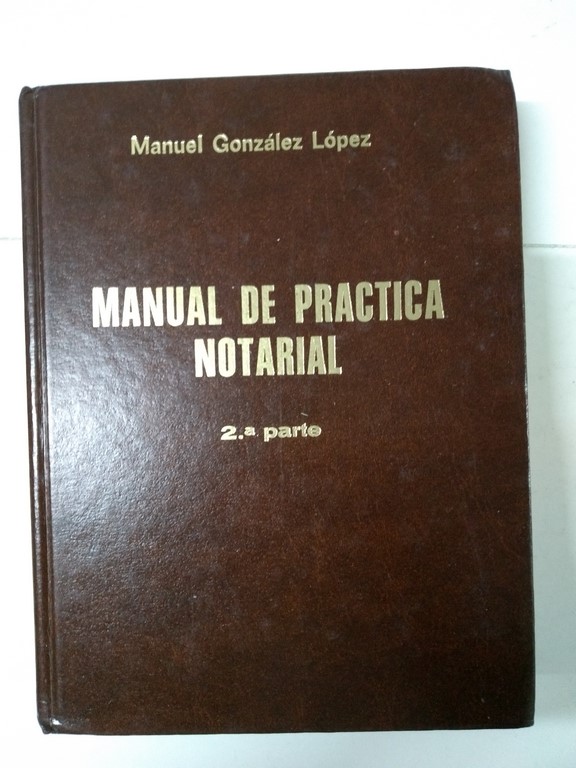 Manuel González López
MANUAL DE PRACTICA
NOTARIAL
2.ª parte